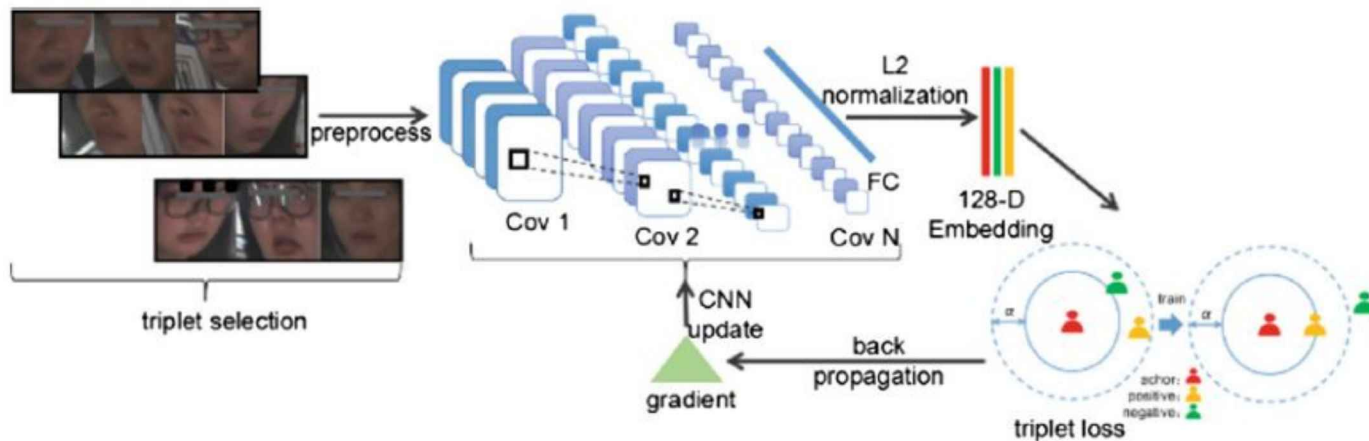 preprocess
triplet selection
Cov 1
Cov 2
Cov N
FC
L2
normalization
128-D
Embedding
α
train
α
achor:
positive:
negative:
triplet loss
back
propagation
gradient
CNN
update